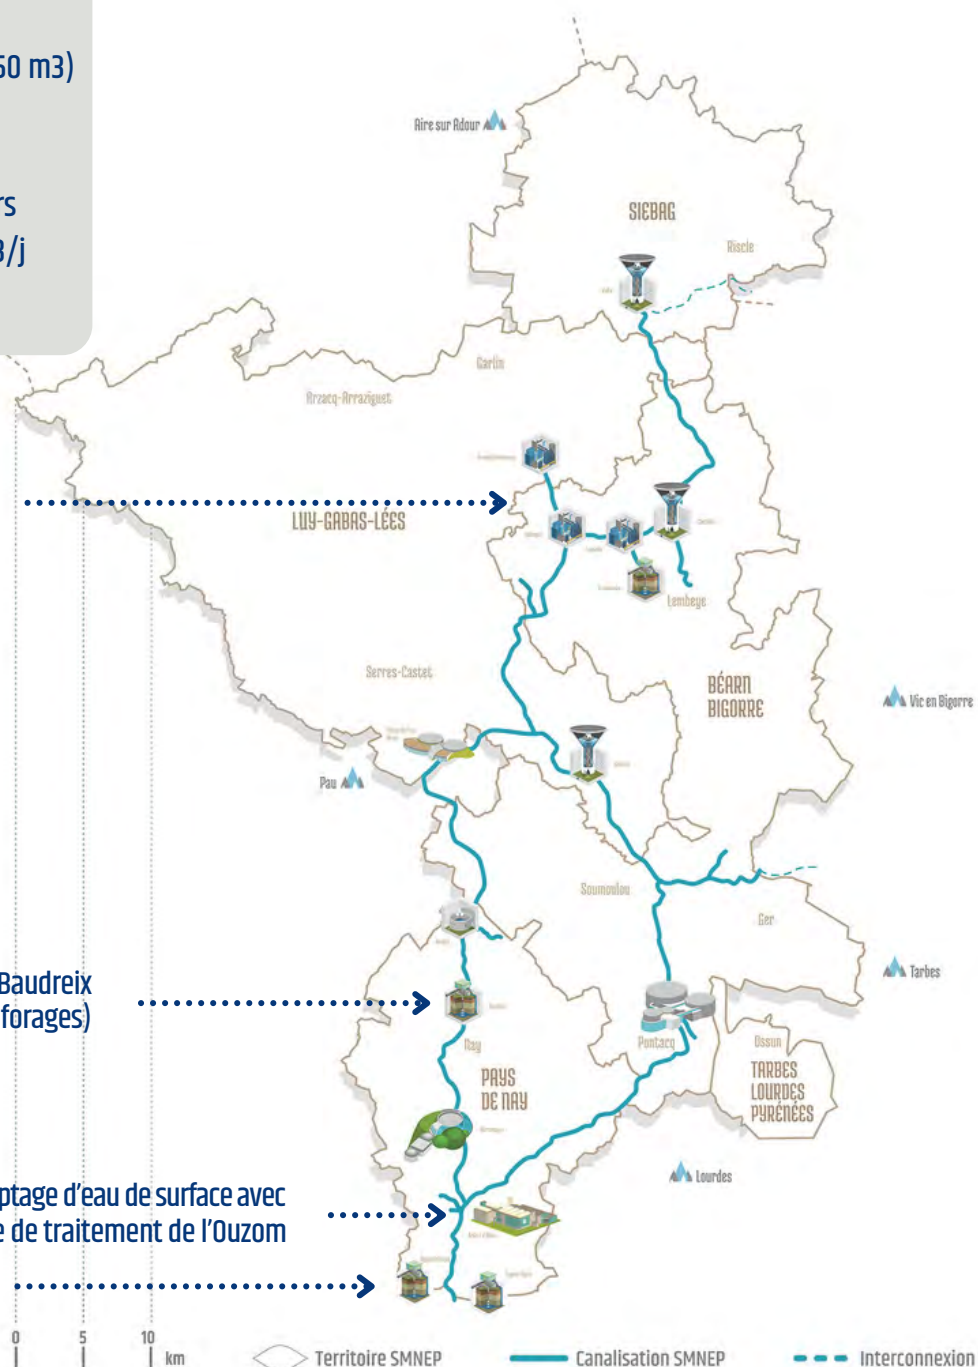 50 m3)
rs
3/j
Aire sur Adour
SIEBAG
Riscle
Garlin
Arzacq-Arraziguet
LUY-GABAS-LÉES
Lembeye
Serres-Castet
BÉARN
BIGORRE
Vic en Bigorre
Pau
Soumoulou
Ger
Baudreix
forages)
Tarbes
Nay
Pontacq
Ossun
PAYS
DE NAY
TARBES
LOURDES
PYRÉNÉES
Lourdes
ptage d'eau de surface avec
e de traitement de l'Ouzom
0 5 10
km
Territoire SMNEP
Canalisation SMNEP
Interconnexion